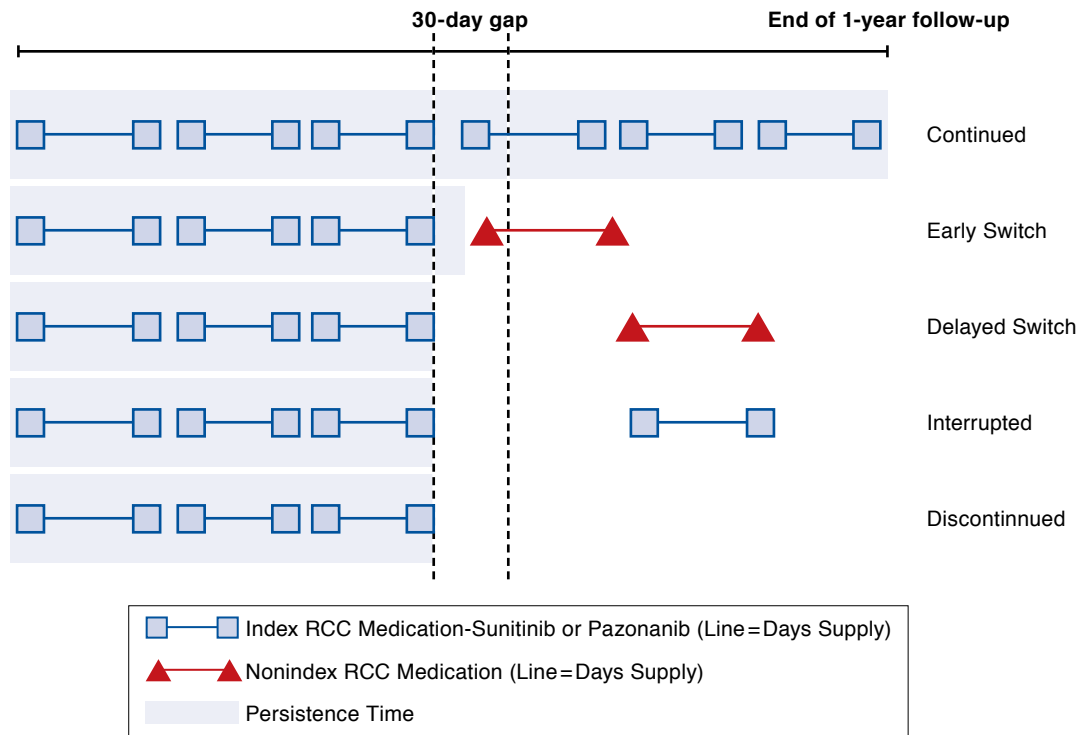 30-day gap
End of 1-year follow-up
Continued
Early Switch
Delayed Switch
Interrupted
Discontinnued
Index RCC Medication-Sunitinib or Pazonanib (Line=Days Supply)
Nonindex RCC Medication (Line=Days Supply)
Persistence Time